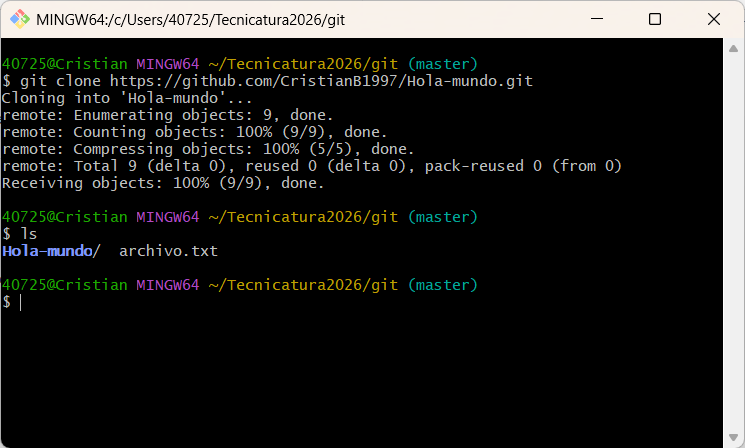 MINGW64:/c/Users/40725/Tecnicatura2026/git
40725@Cristian MINGW64 ~/Tecnicatura2026/git (master)
$ git clone https://github.com/CristianB1997/Hola-mundo.git
Cloning into 'Hola-mundo'...
remote: Enumerating objects: 9, done.
remote: Counting objects: 100% (9/9), done.
remote: Compressing objects: 100% (5/5), done.
remote: Total 9 (delta 0), reused 0 (delta 0), pack-reused 0 (from 0)
Receiving objects: 100% (9/9), done.
40725@Cristian MINGW64 ~/Tecnicatura2026/git (master)
$ ls
Hola-mundo/  archivo.txt
40725@Cristian MINGW64 ~/Tecnicatura2026/git (master)
$